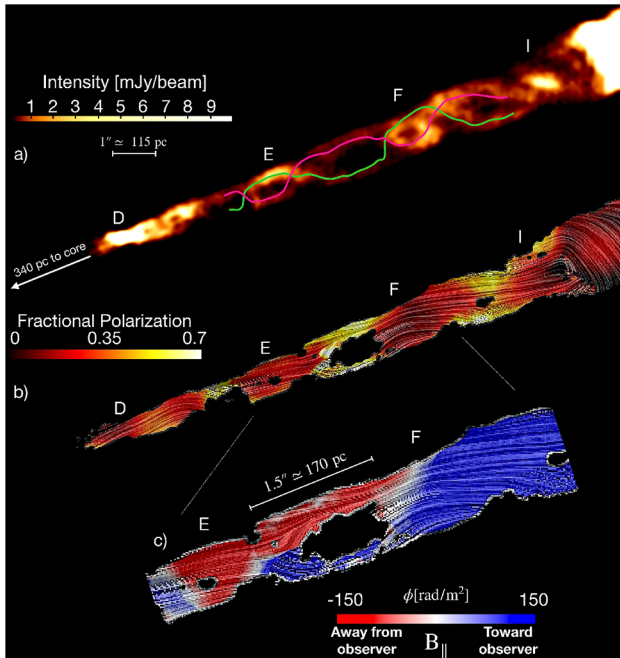 I
Intensity [mJy/beam]
1 2 3 4 5 6 7 8 9
F
1″ ≃ 115 pc
a)
E
D
340 pc to core
I
Fractional Polarization
F
0 0.35 0.7
E
b)
D
F
1.5″ ≃ 170 pc
E
c)
ϕ[rad/m²]
-150 150
Away from observer B∥ Toward observer